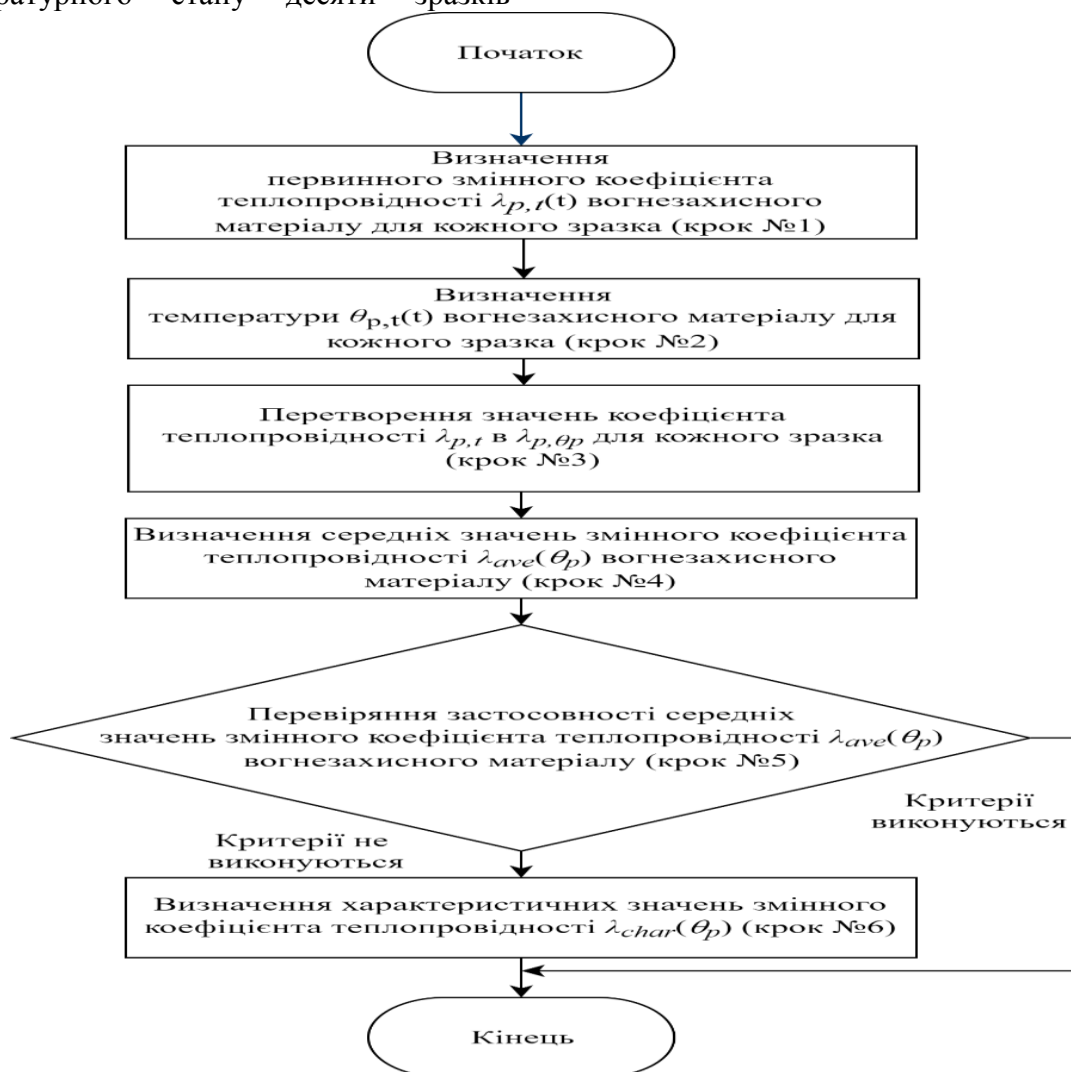 ратурного стану десяти зразків
Початок
Визначення
первинного змінного коефіцієнта
теплопровідності λp,t(t) вогнезахисного
матеріалу для кожного зразка (крок №1)
Визначення
температури θp,t(t) вогнезахисного матеріалу для
кожного зразка (крок №2)
Перетворення значень коефіцієнта
теплопровідності λp,t в λp,θp для кожного зразка
(крок №3)
Визначення середніх значень змінного коефіцієнта
теплопровідності λave(θp) вогнезахисного
матеріалу (крок №4)
Перевіряння застосовності середніх
значень змінного коефіцієнта теплопровідності λave(θp)
вогнезахисного матеріалу (крок №5)
Критерії
виконуються
Критерії не
виконуються
Визначення характеристичних значень змінного
коефіцієнта теплопровідності λchar(θp) (крок №6)
Кінець